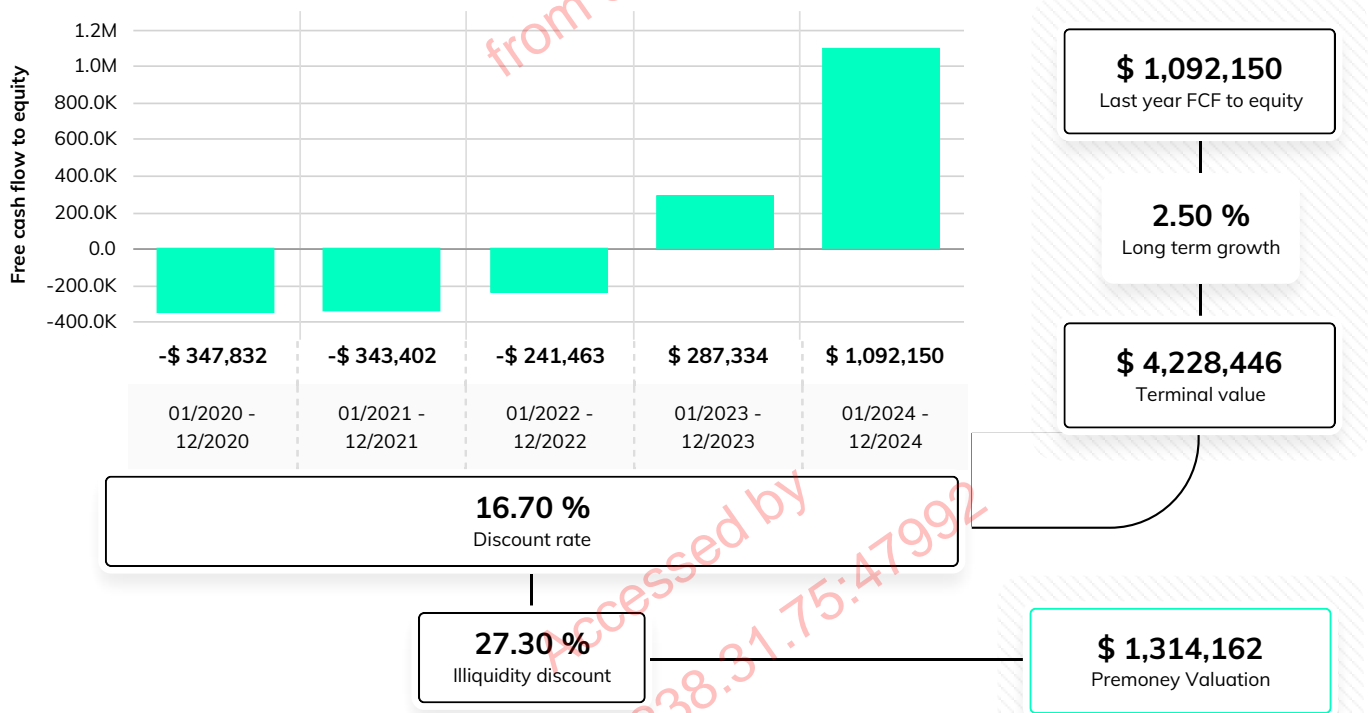 Free cash flow to equity
1.2M
1.0M
800.0K
600.0K
400.0K
200.0K
0.0
-200.0K
-400.0K
-$ 347,832
-$ 343,402
-$ 241,463
$ 287,334
$ 1,092,150
01/2020 -
12/2020
01/2021 -
12/2021
01/2022 -
12/2022
01/2023 -
12/2023
01/2024 -
12/2024
$ 1,092,150
Last year FCF to equity
2.50 %
Long term growth
$ 4,228,446
Terminal value
16.70 %
Discount rate
27.30 %
Illiquidity discount
$ 1,314,162
Premoney Valuation
from
Accessed by
238.31.75:47992